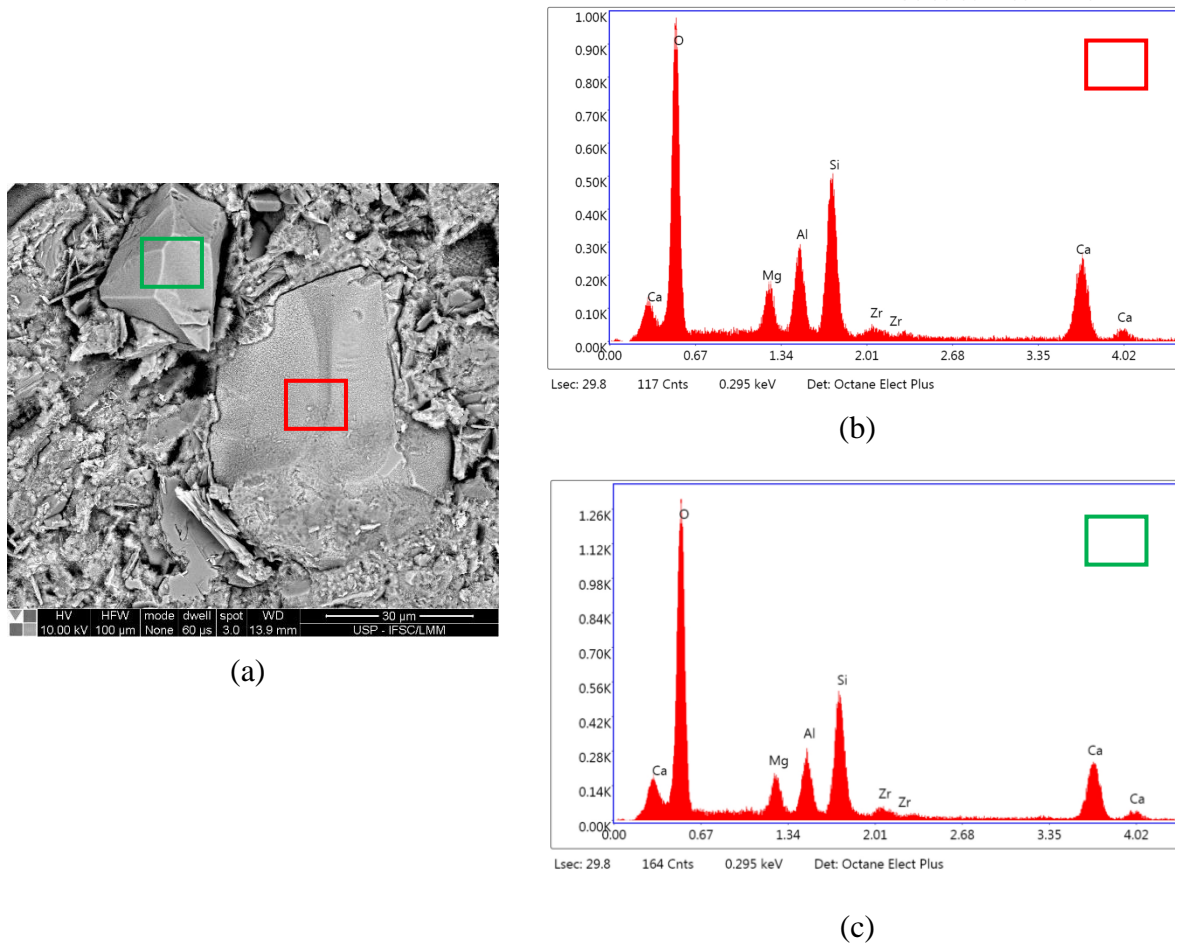 HV HFW mode dwell spot WD 30 µm
10.00 kV 100 µm None 60 µs 3.0 13.9 mm USP - IFSC/LMM
(a)
1.00K
0.90K
0.80K
0.70K
0.60K
0.50K
0.40K
0.30K
0.20K
0.10K
0.00K
O
Si
Al
Mg
Ca
Zr
Zr
Ca
Ca
0.00 0.67 1.34 2.01 2.68 3.35 4.02
Lsec: 29.8 117 Cnts 0.295 keV Det: Octane Elect Plus
(b)
1.26K
1.12K
0.98K
0.84K
0.70K
0.56K
0.42K
0.28K
0.14K
0.00K
O
Si
Al
Mg
Ca
Zr
Zr
Ca
Ca
0.00 0.67 1.34 2.01 2.68 3.35 4.02
Lsec: 29.8 164 Cnts 0.295 keV Det: Octane Elect Plus
(c)